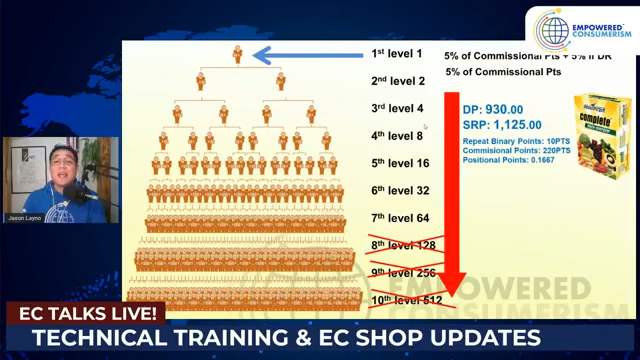 EMPOWERED
CONSUMERISM
1st level 1
5% of Commissional Pts + 5% if DR
2nd level 2
5% of Commissional Pts
3rd level 4
DP: 930.00
SRP: 1,125.00
complete
4th level 8
Repeat Binary Points: 10PTS
Commissional Points: 220PTS
Positional Points: 0.1667
5th level 16
6th level 32
7th level 64
8th level 128
9th level 256
10th level 512
Jason Layno
EMPOWERED
CONSUMERISM
EC TALKS LIVE!
TECHNICAL TRAINING & EC SHOP UPDATES